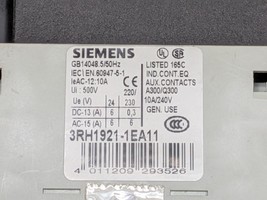 SIEMENS
GB14048.5/50Hz
IEC|EN 60947-5-1
IeAC-12:10A
Ui : 500V 220/
Ue (V) 24 230
DC-13 (A) 6 0,3
AC-15 (A) 6 6
LISTED 165C
IND.CONT.EQ
AUX.CONTACTS
A300/Q300
10A/240V
GEN. USE
3RH1921-1EA11
4 011209 293526